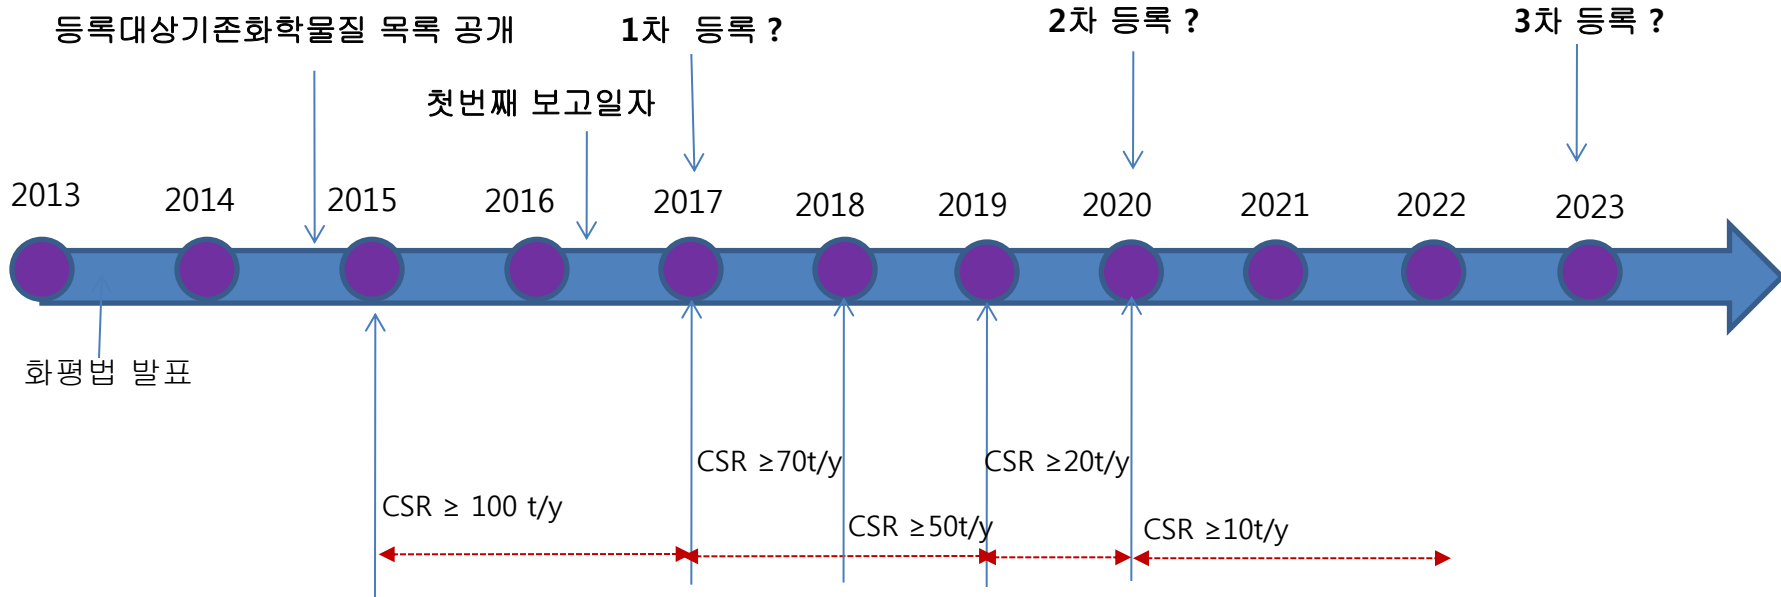 등록대상기존화학물질 목록 공개
1차 등록 ?
2차 등록 ?
3차 등록 ?
첫번째 보고일자
2013
2014
2015
2016
2017
2018
2019
2020
2021
2022
2023
화평법 발표
CSR ≥ 100 t/y
CSR ≥70t/y
CSR ≥50t/y
CSR ≥20t/y
CSR ≥10t/y